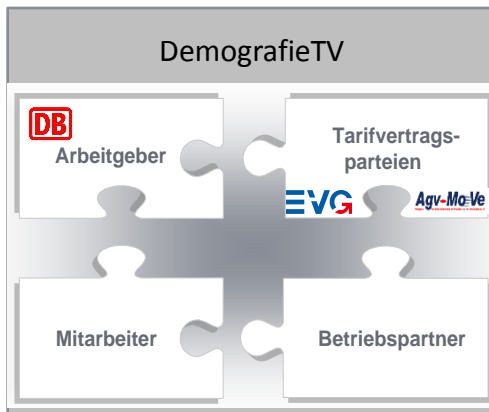 DemografieTV
DB
Arbeitgeber
Tarifvertrags-
parteien
EVG
Agv-MoVe
Mitarbeiter
Betriebspartner